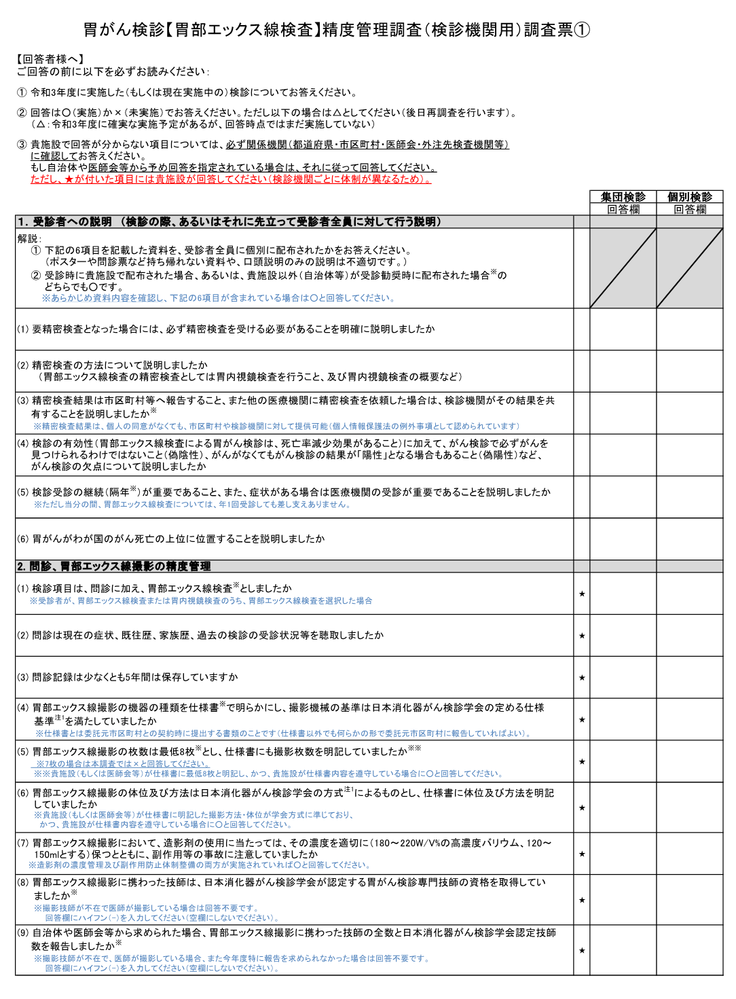 胃がん検診【胃部エックス線検査】精度管理調査（検診機関用）調査票①
【回答者様へ】
ご回答の前に以下を必ずお読みください：
① 令和3年度に実施した（もしくは現在実施中の）検診についてお答えください。
② 回答は〇（実施）か×（未実施）でお答えください。ただし以下の場合は△としてください（後日再調査を行います）。
（△：令和3年度に確実な実施予定があるが、回答時点ではまだ実施していない）
③ 貴施設で回答が分からない項目については、必ず関係機関（都道府県・市区町村・医師会・外注先検査機関等）
に確認してお答えください。
もし自治体や医師会等から予め回答を指定されている場合は、それに従って回答してください。
ただし、★が付いた項目には貴施設が回答してください（検診機関ごとに体制が異なるため）。
集団検診 個別検診
回答欄 回答欄
1. 受診者への説明 （検診の際、あるいはそれに先立って受診者全員に対して行う説明）
解説：
① 下記の6項目を記載した資料を、受診者全員に個別に配布されたかをお答えください。
（ポスターや問診票など持ち帰れない資料や、口頭説明のみの説明は不適切です。）
② 受診時に貴施設で配布された場合、あるいは、貴施設以外（自治体等）が受診勧奨時に配布された場合※の
どちらでも〇です。
※あらかじめ資料内容を確認し、下記の6項目が含まれている場合は〇と回答してください。
(1) 要精密検査となった場合には、必ず精密検査を受ける必要があることを明確に説明しましたか
(2) 精密検査の方法について説明しましたか
（胃部エックス線検査の精密検査としては胃内視鏡検査を行うこと、及び胃内視鏡検査の概要など）
(3) 精密検査結果は市区町村等へ報告すること、また他の医療機関に精密検査を依頼した場合は、検診機関がその結果を共
有することを説明しましたか※
※精密検査結果は、個人の同意がなくても、市区町村や検診機関に対して提供可能（個人情報保護法の例外事項として認められています）
(4) 検診の有効性（胃部エックス線検査による胃がん検診は、死亡率減少効果があること）に加えて、がん検診で必ずがんを
見つけられるわけではないこと（偽陰性）、がんがなくてもがん検診の結果が「陽性」となる場合もあること（偽陽性）など、
がん検診の欠点について説明しましたか
(5) 検診受診の継続（隔年※）が重要であること、また、症状がある場合は医療機関の受診が重要であることを説明しましたか
※ただし当分の間、胃部エックス線検査については、年1回受診しても差し支えありません。
(6) 胃がんがわが国のがん死亡の上位に位置することを説明しましたか
2. 問診、胃部エックス線撮影の精度管理
(1) 検診項目は、問診に加え、胃部エックス線検査※としましたか
※受診者が、胃部エックス線検査または胃内視鏡検査のうち、胃部エックス線検査を選択した場合
★
(2) 問診は現在の症状、既往歴、家族歴、過去の検診の受診状況等を聴取しましたか
★
(3) 問診記録は少なくとも5年間は保存していますか
★
(4) 胃部エックス線撮影の機器の種類を仕様書※で明らかにし、撮影機械の基準は日本消化器がん検診学会の定める仕様
基準注1を満たしていましたか
※仕様書とは委託元市区町村との契約時に提出する書類のことです（仕様書以外でも何らかの形で委託元市区町村に報告していればよい）。
★
(5) 胃部エックス線撮影の枚数は最低8枚※とし、仕様書にも撮影枚数を明記していましたか※※
※7枚の場合は本調査では×と回答してください。
※※貴施設（もしくは医師会等）が仕様書に最低8枚と明記し、かつ、貴施設が仕様書内容を遵守している場合に〇と回答してください。
★
(6) 胃部エックス線撮影の体位及び方法は日本消化器がん検診学会の方式注1によるものとし、仕様書に体位及び方法を明記
していましたか
※貴施設（もしくは医師会等）が仕様書に明記した撮影方法・体位が学会方式に準じており、
かつ、貴施設が仕様書内容を遵守している場合に〇と回答してください。
★
(7) 胃部エックス線撮影において、造影剤の使用に当たっては、その濃度を適切に（180～220W/V%の高濃度バリウム、120～
150mlとする）保つとともに、副作用等の事故に注意していましたか
※造影剤の濃度管理及び副作用防止体制整備の両方が実施されていれば〇と回答してください。
★
(8) 胃部エックス線撮影に携わった技師は、日本消化器がん検診学会が認定する胃がん検診専門技師の資格を取得してい
ましたか※
※撮影技師が不在で医師が撮影している場合は回答不要です。
回答欄にハイフン（-）を入力してください（空欄にしないでください）。
★
(9) 自治体や医師会等から求められた場合、胃部エックス線撮影に携わった技師の全数と日本消化器がん検診学会認定技師
数を報告しましたか※
※撮影技師が不在で、医師が撮影している場合、また今年度特に報告を求められなかった場合は回答不要です。
回答欄にハイフン（-）を入力してください（空欄にしないでください）。
★